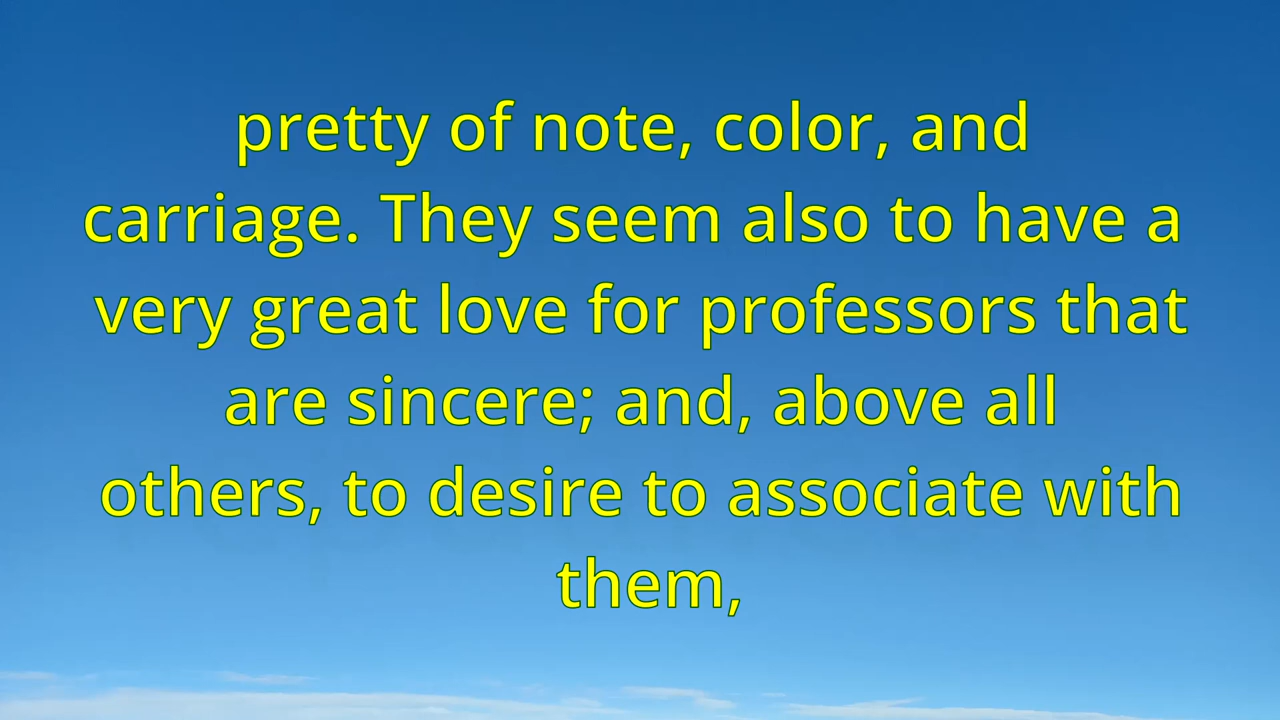 pretty of note, color, and
carriage. They seem also to have a
very great love for professors that
are sincere; and, above all
others, to desire to associate with
them,